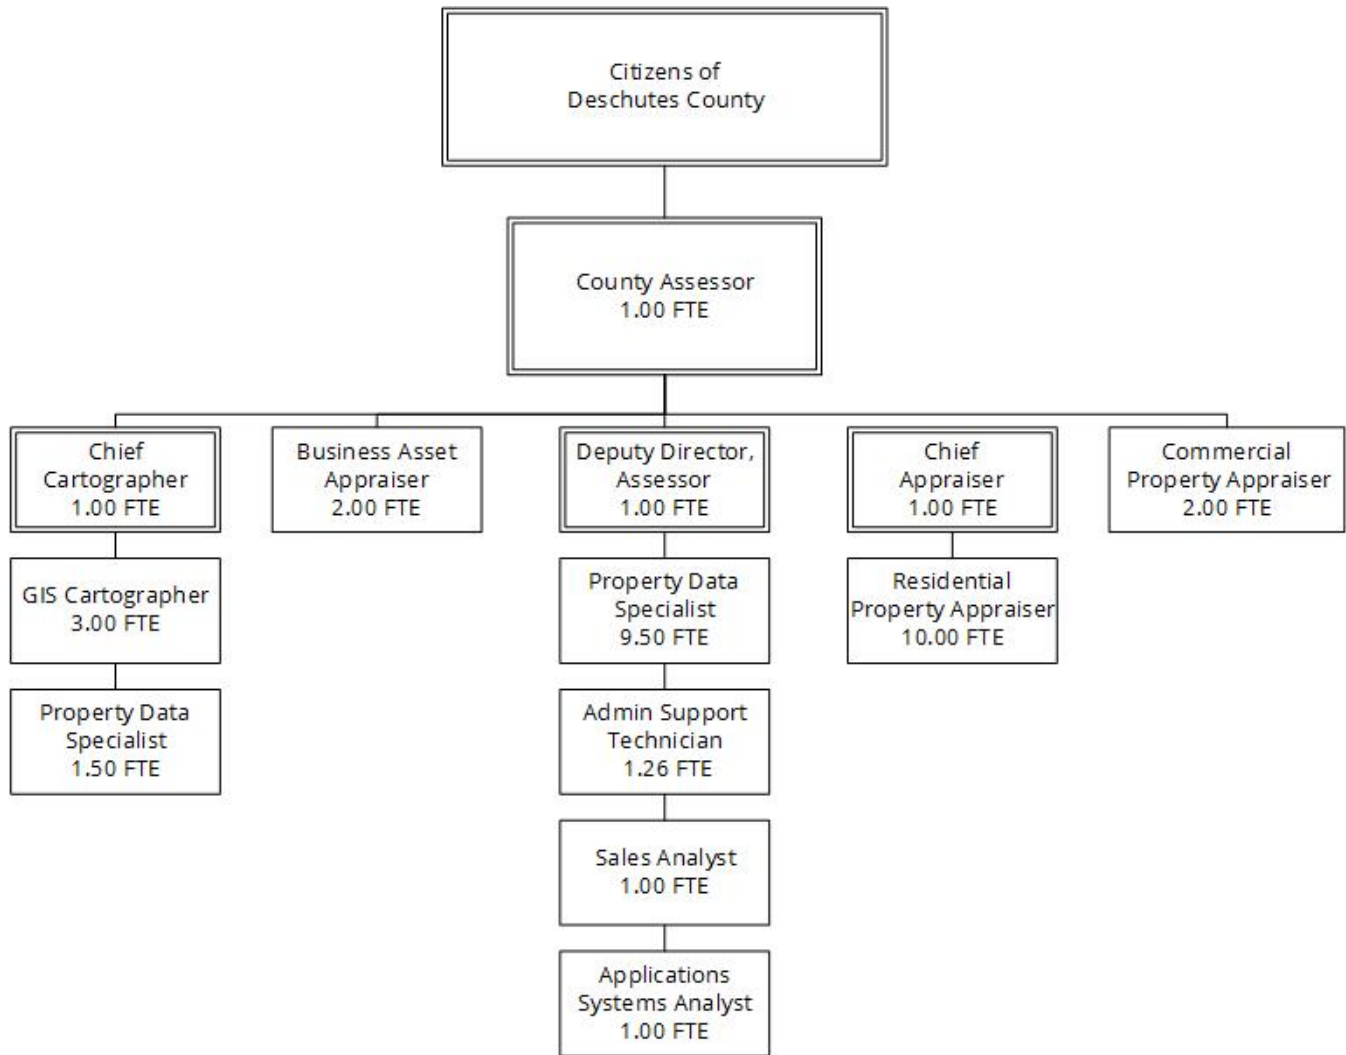 Citizens of
Deschutes County
County Assessor
1.00 FTE
Chief
Cartographer
1.00 FTE
Business Asset
Appraiser
2.00 FTE
Deputy Director,
Assessor
1.00 FTE
Chief
Appraiser
1.00 FTE
Commercial
Property Appraiser
2.00 FTE
GIS Cartographer
3.00 FTE
Property Data
Specialist
9.50 FTE
Residential
Property Appraiser
10.00 FTE
Property Data
Specialist
1.50 FTE
Admin Support
Technician
1.26 FTE
Sales Analyst
1.00 FTE
Applications
Systems Analyst
1.00 FTE